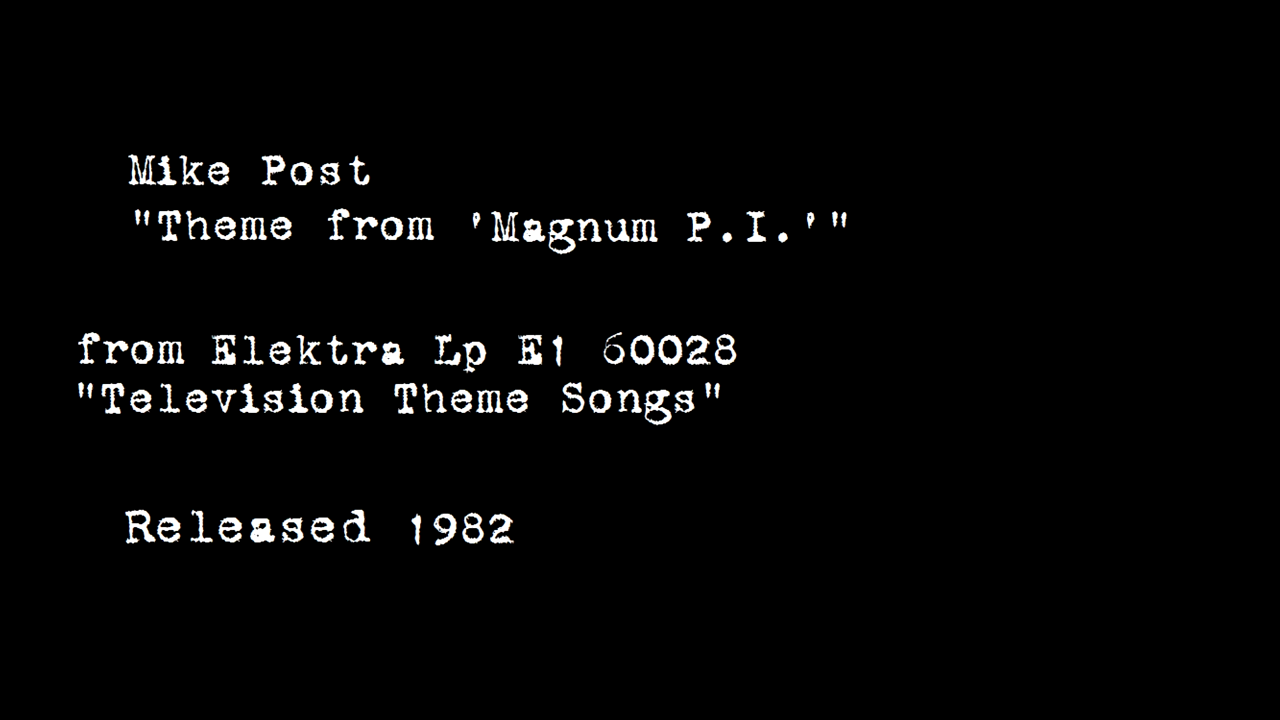 Mike Post
"Theme from 'Magnum P.I.'"
from Elektra Lp E1 60028
"Television Theme Songs"
Released 1982